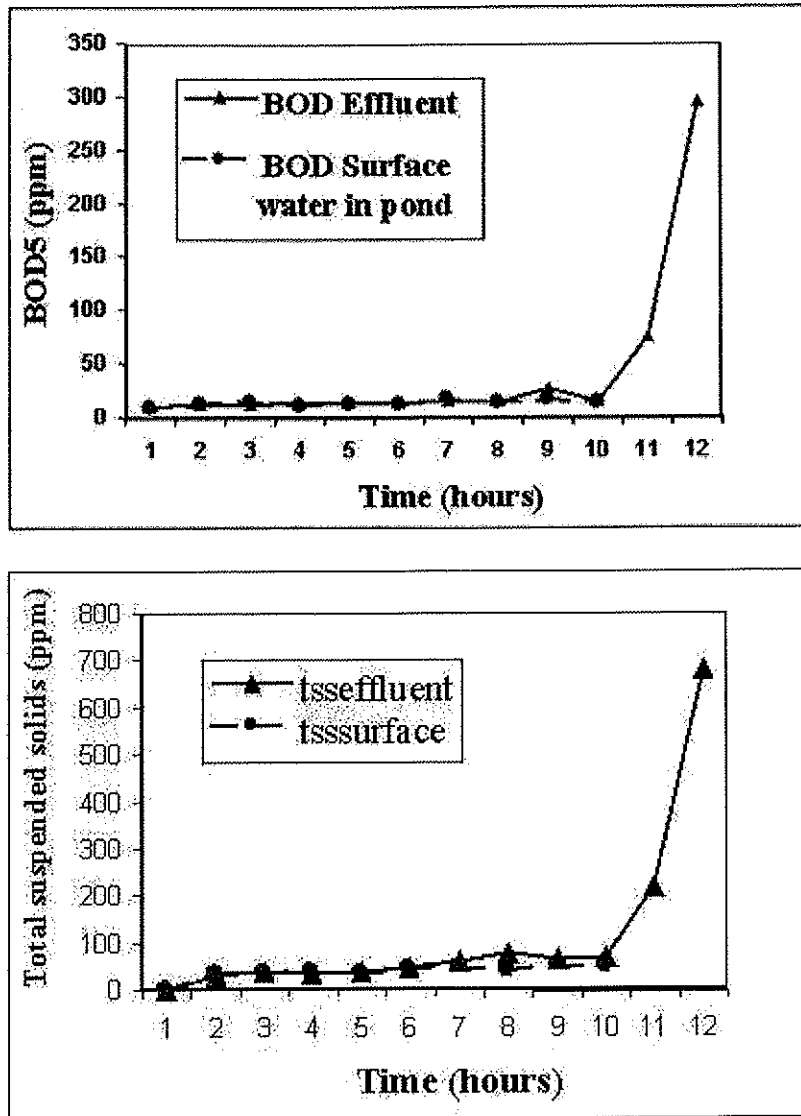 350
300
250
200
150
100
50
0
BOD5 (ppm)
BOD Effluent
BOD Surface
water in pond
1 2 3 4 5 6 7 8 9 10 11 12
Time (hours)
800
700
600
500
400
300
200
100
0
Total suspended solids (ppm)
tsseffluent
tsssurface
1 2 3 4 5 6 7 8 9 10 11 12
Time (hours)